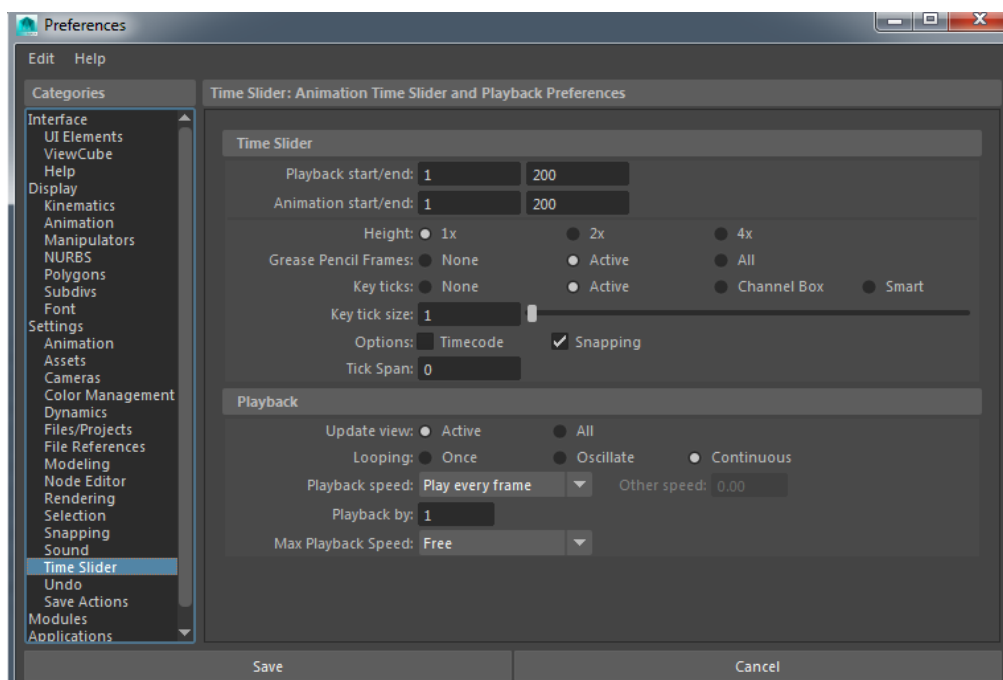 Preferences
Edit Help
Categories
Interface
UI Elements
ViewCube
Help
Display
Kinematics
Animation
Manipulators
NURBS
Polygons
Subdivs
Font
Settings
Animation
Assets
Cameras
Color Management
Dynamics
Files/Projects
File References
Modeling
Node Editor
Rendering
Selection
Snapping
Sound
Time Slider
Undo
Save Actions
Modules
Applications
Time Slider: Animation Time Slider and Playback Preferences
Time Slider
Playback start/end: 1 200
Animation start/end: 1 200
Height: 1x 2x 4x
Grease Pencil Frames: None Active All
Key ticks: None Active Channel Box Smart
Key tick size: 1
Options: Timecode Snapping
Tick Span: 0
Playback
Update view: Active All
Looping: Once Oscillate Continuous
Playback speed: Play every frame Other speed: 0.00
Playback by: 1
Max Playback Speed: Free
Save Cancel